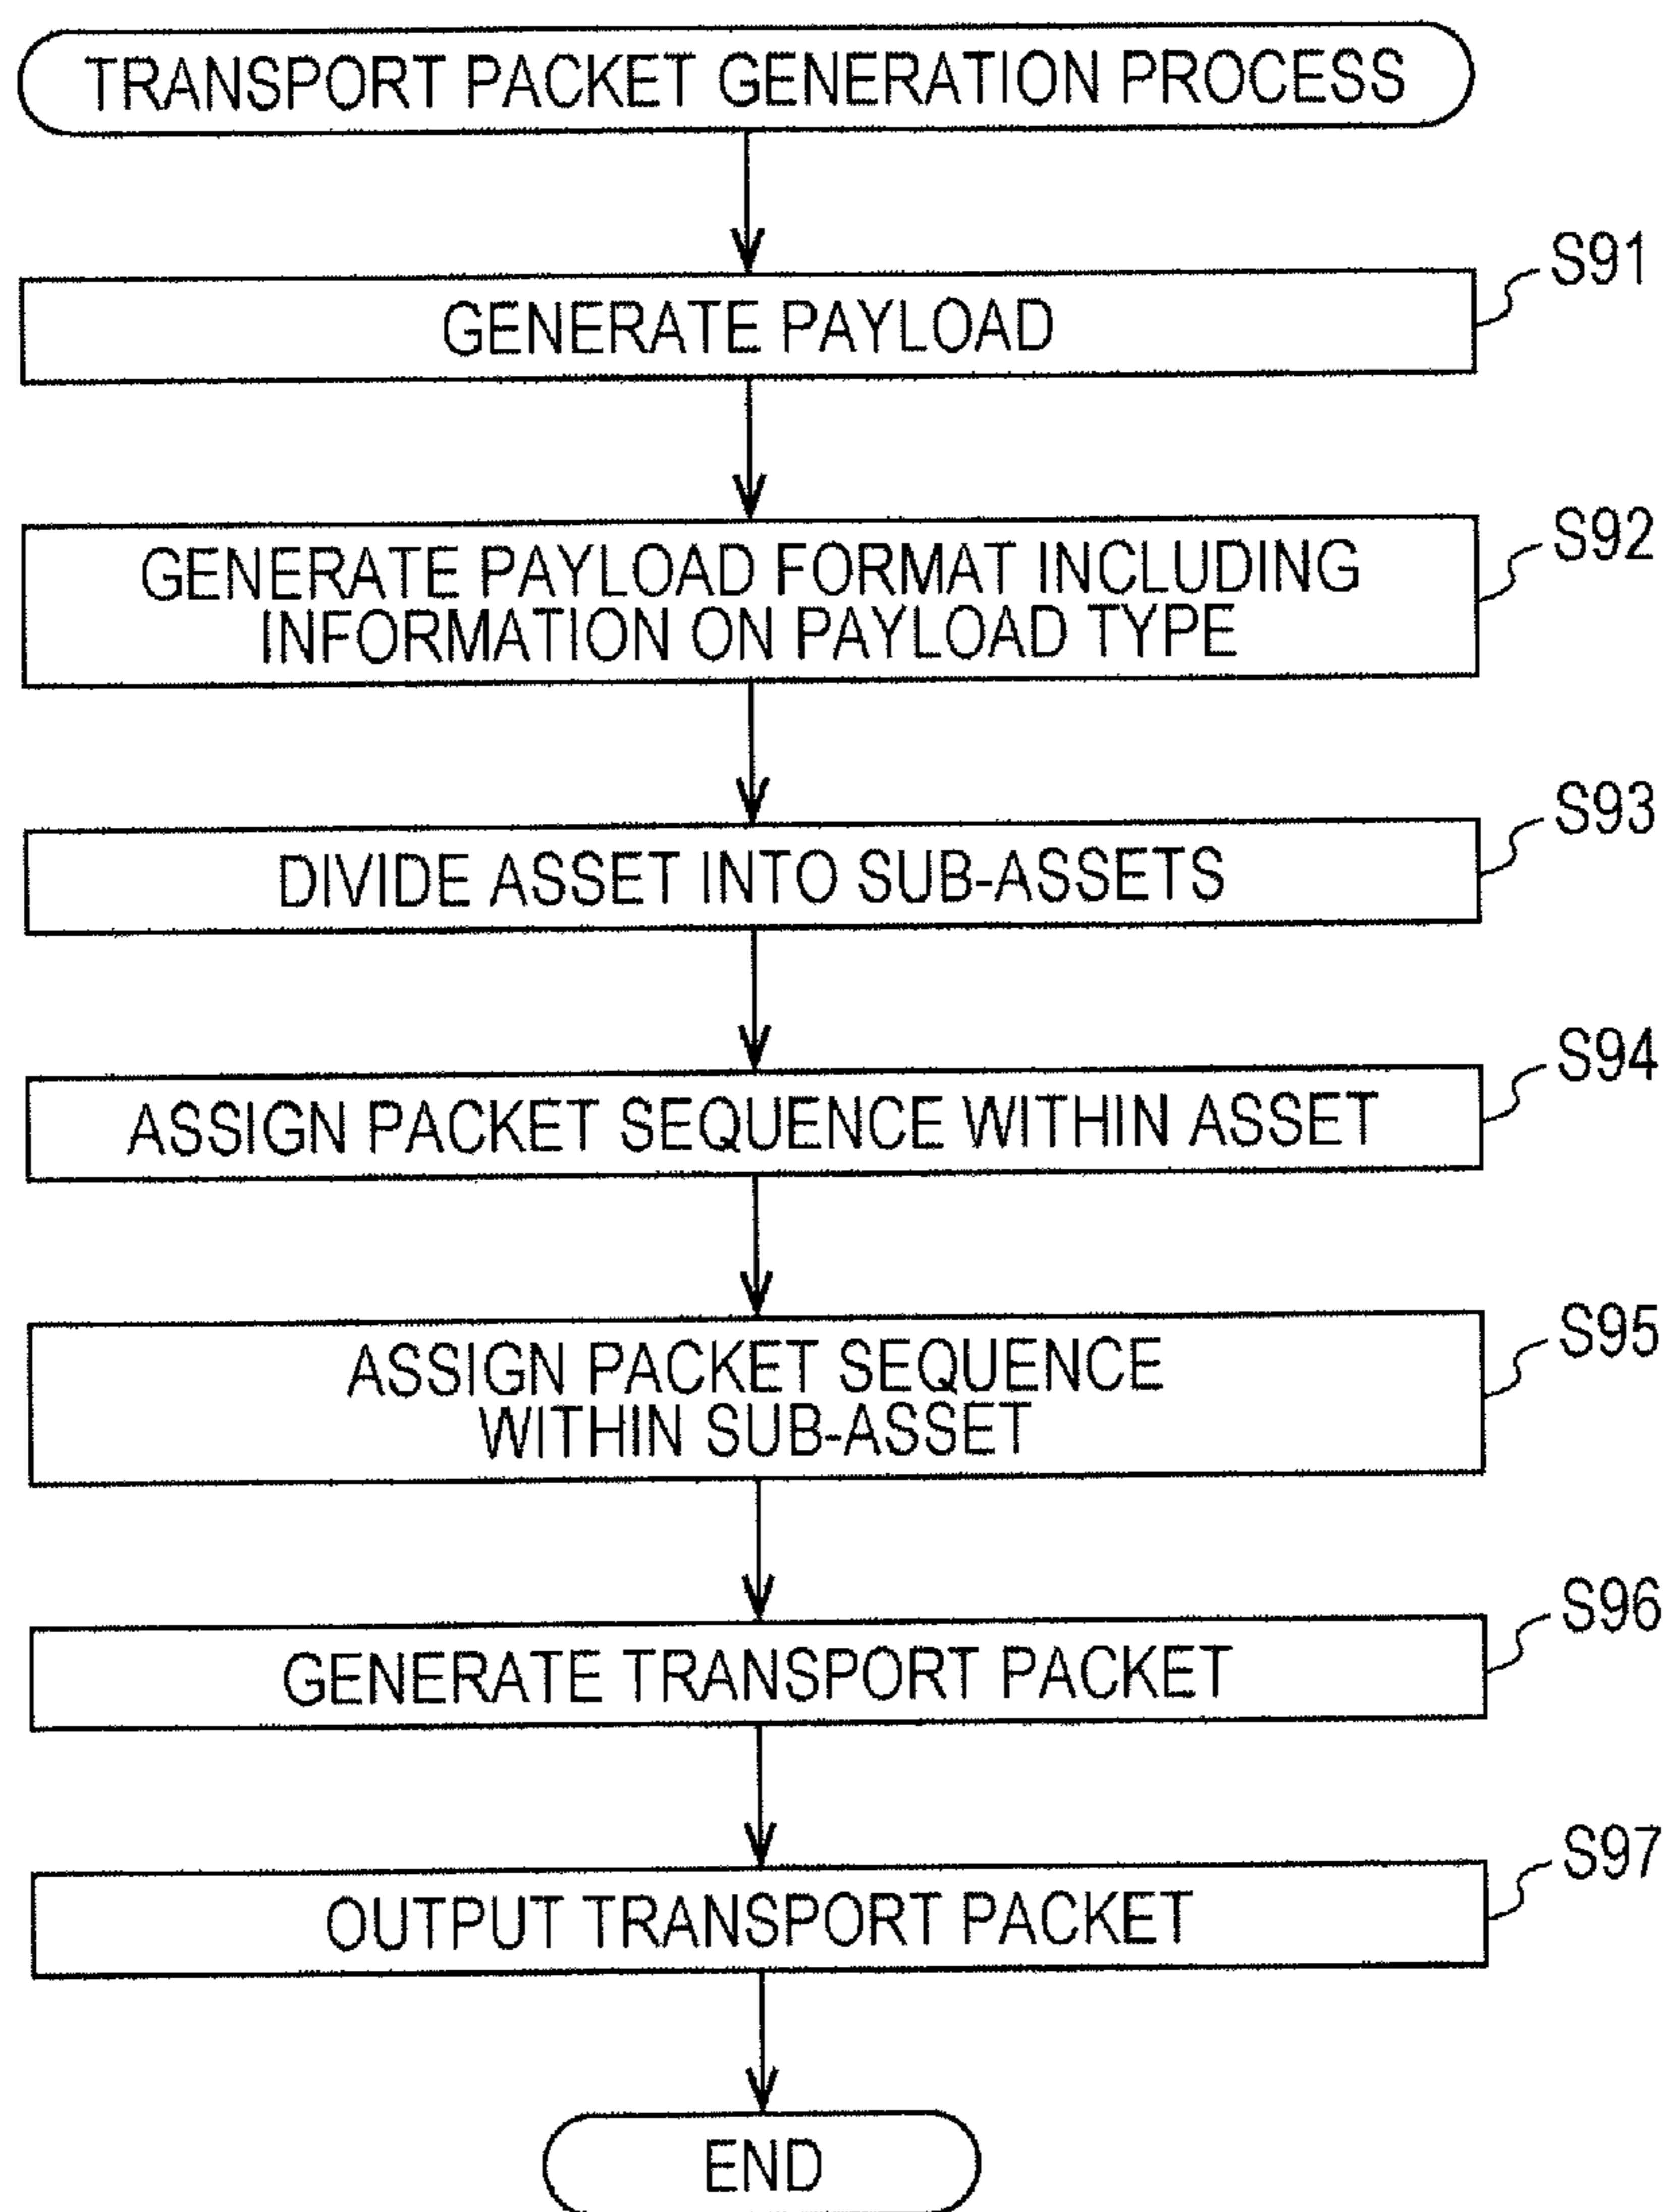 TRANSPORT PACKET GENERATION PROCESS
S91
GENERATE PAYLOAD
S92
GENERATE PAYLOAD FORMAT INCLUDING
INFORMATION ON PAYLOAD TYPE
S93
DIVIDE ASSET INTO SUB-ASSETS
S94
ASSIGN PACKET SEQUENCE WITHIN ASSET
S95
ASSIGN PACKET SEQUENCE
WITHIN SUB-ASSET
S96
GENERATE TRANSPORT PACKET
S97
OUTPUT TRANSPORT PACKET
END